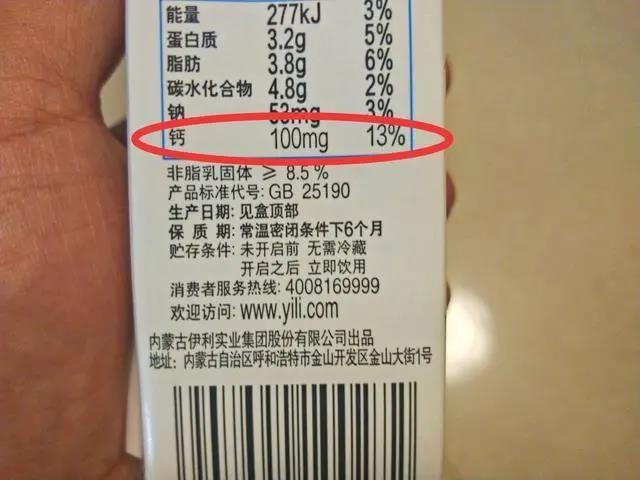 能量 277kJ 3%
蛋白质 3.2g 5%
脂肪 3.8g 6%
碳水化合物 4.8g 2%
钠 53mg 3%
钙 100mg 13%
非脂乳固体 ≥ 8.5%
产品标准代号: GB 25190
生产日期: 见盒顶部
保 质 期: 常温密闭条件下6个月
贮存条件: 未开启前 无需冷藏
开启之后 立即饮用
消费者服务热线: 4008169999
欢迎访问: www.yili.com
内蒙古伊利实业集团股份有限公司出品
地址: 内蒙古自治区呼和浩特市金山开发区金山大街1号